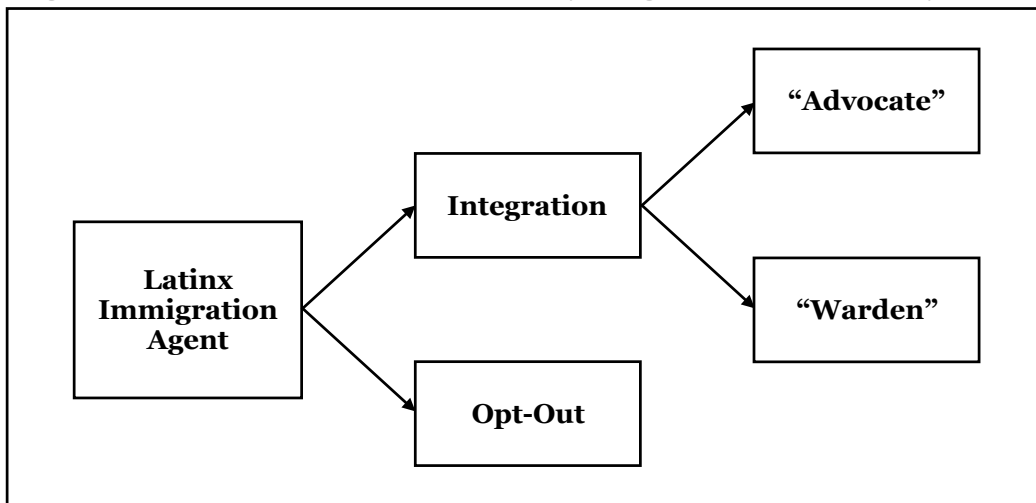 “Advocate”
Integration
Latinx
Immigration
Agent
“Warden”
Opt-Out